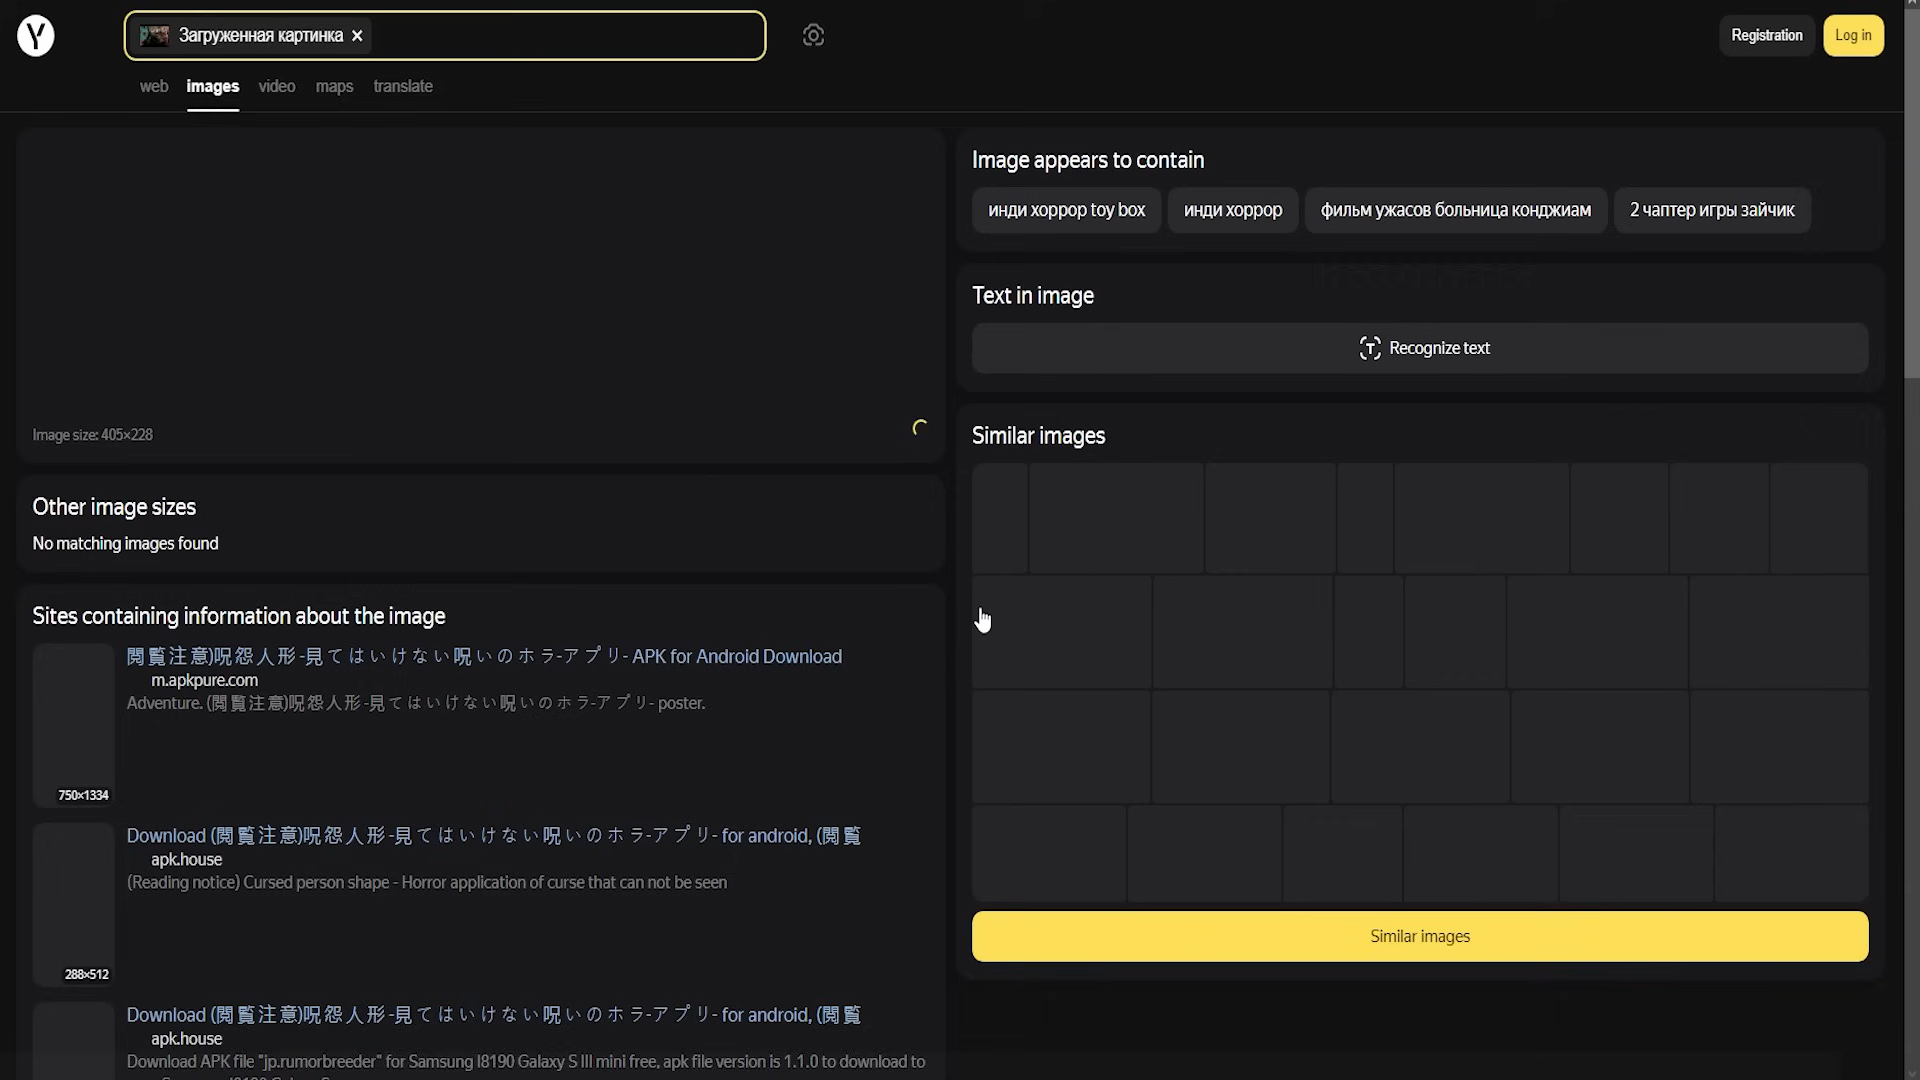 Y
Загруженная картинка ×
Registration
Log in
web images video maps translate
Image size: 405×228
Other image sizes
No matching images found
Sites containing information about the image
閲覧注意)呪怨人形-見てはいけない呪いのホラ-アプリ- APK for Android Download
m.apkpure.com
Adventure. (閲覧注意)呪怨人形-見てはいけない呪いのホラ-アプリ- poster.
750×1334
Download (閲覧注意)呪怨人形-見てはいけない呪いのホラ-アプリ- for android, (閲覧
apk.house
(Reading notice) Cursed person shape - Horror application of curse that can not be seen
288×512
Download (閲覧注意)呪怨人形-見てはいけない呪いのホラ-アプリ- for android, (閲覧
apk.house
Download APK file "jp.rumorbreeder" for Samsung I8190 Galaxy S III mini free, apk file version is 1.1.0 to download to
Image appears to contain
инди хоррор toy box
инди хоррор
фильм ужасов больница конджиам
2 чаптер игры зайчик
Text in image
Recognize text
Similar images
Similar images